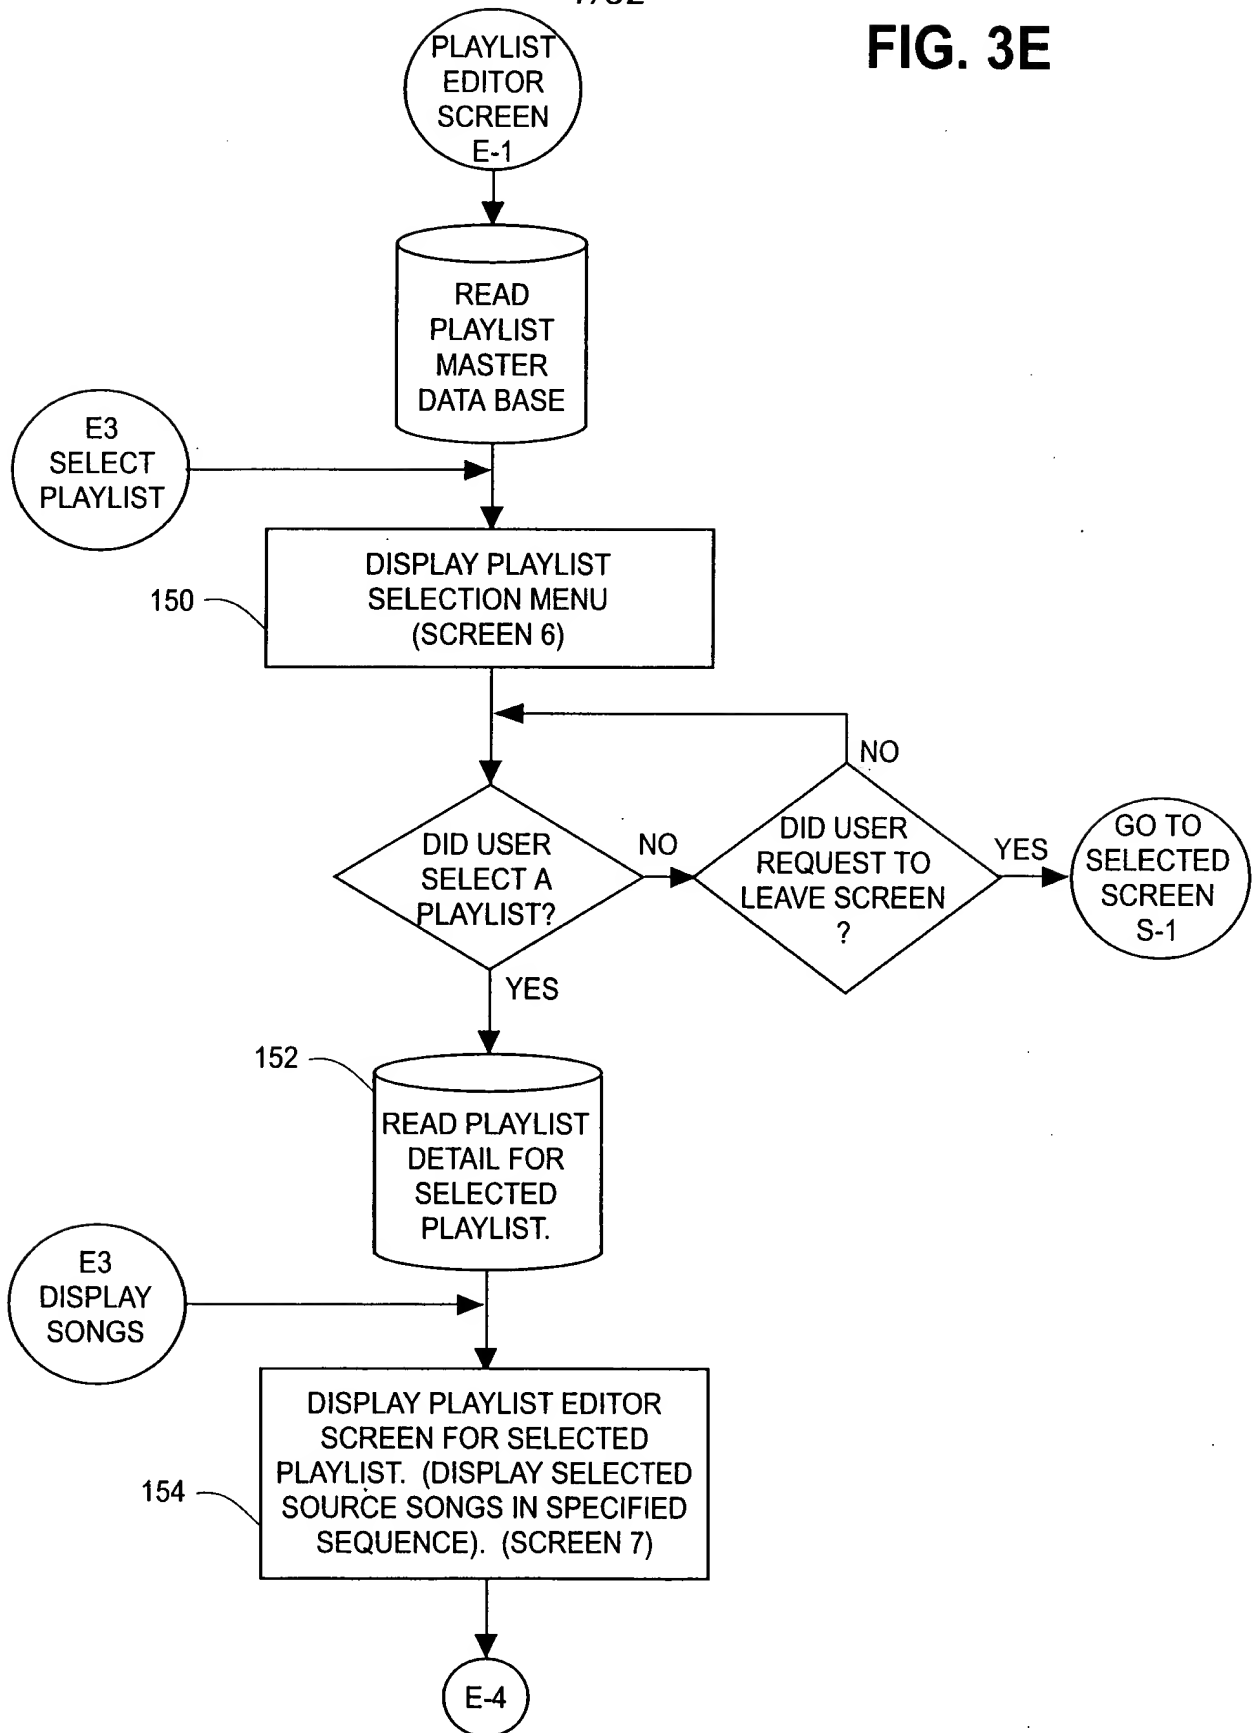 FIG. 3E
PLAYLIST
EDITOR
SCREEN
E-1
READ
PLAYLIST
MASTER
DATA BASE
E3
SELECT
PLAYLIST
DISPLAY PLAYLIST
SELECTION MENU
(SCREEN 6)
150
NO
DID USER
SELECT A
PLAYLIST?
NO
DID USER
REQUEST TO
LEAVE SCREEN
?
YES
GO TO
SELECTED
SCREEN
S-1
YES
152
READ PLAYLIST
DETAIL FOR
SELECTED
PLAYLIST.
E3
DISPLAY
SONGS
DISPLAY PLAYLIST EDITOR
SCREEN FOR SELECTED
PLAYLIST. (DISPLAY SELECTED
SOURCE SONGS IN SPECIFIED
SEQUENCE). (SCREEN 7)
154
E-4